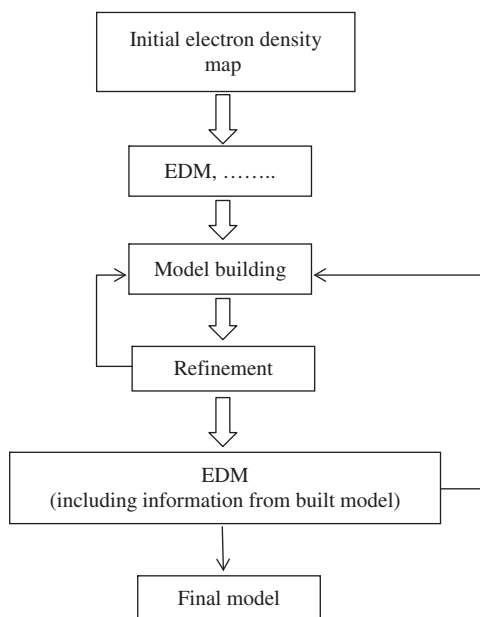 Initial electron density
map
EDM, ……..
Model building
Refinement
EDM
(including information from built model)
Final model